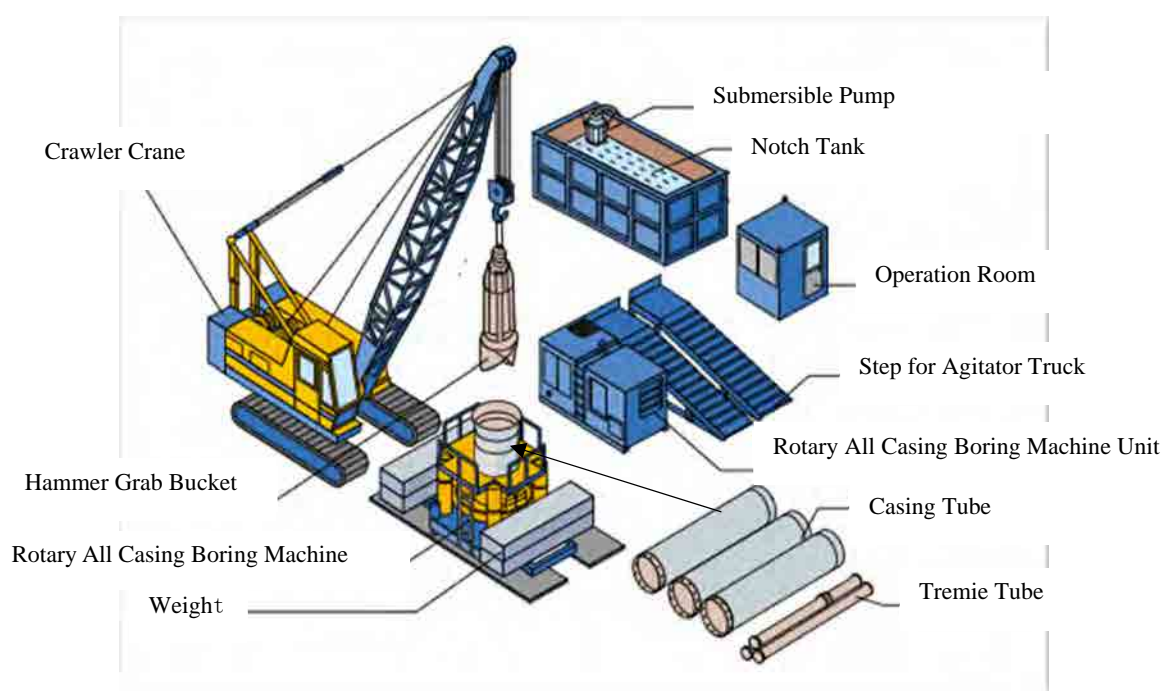 Submersible Pump
Crawler Crane
Notch Tank
Operation Room
Step for Agitator Truck
Rotary All Casing Boring Machine Unit
Hammer Grab Bucket
Casing Tube
Rotary All Casing Boring Machine
Tremie Tube
Weight